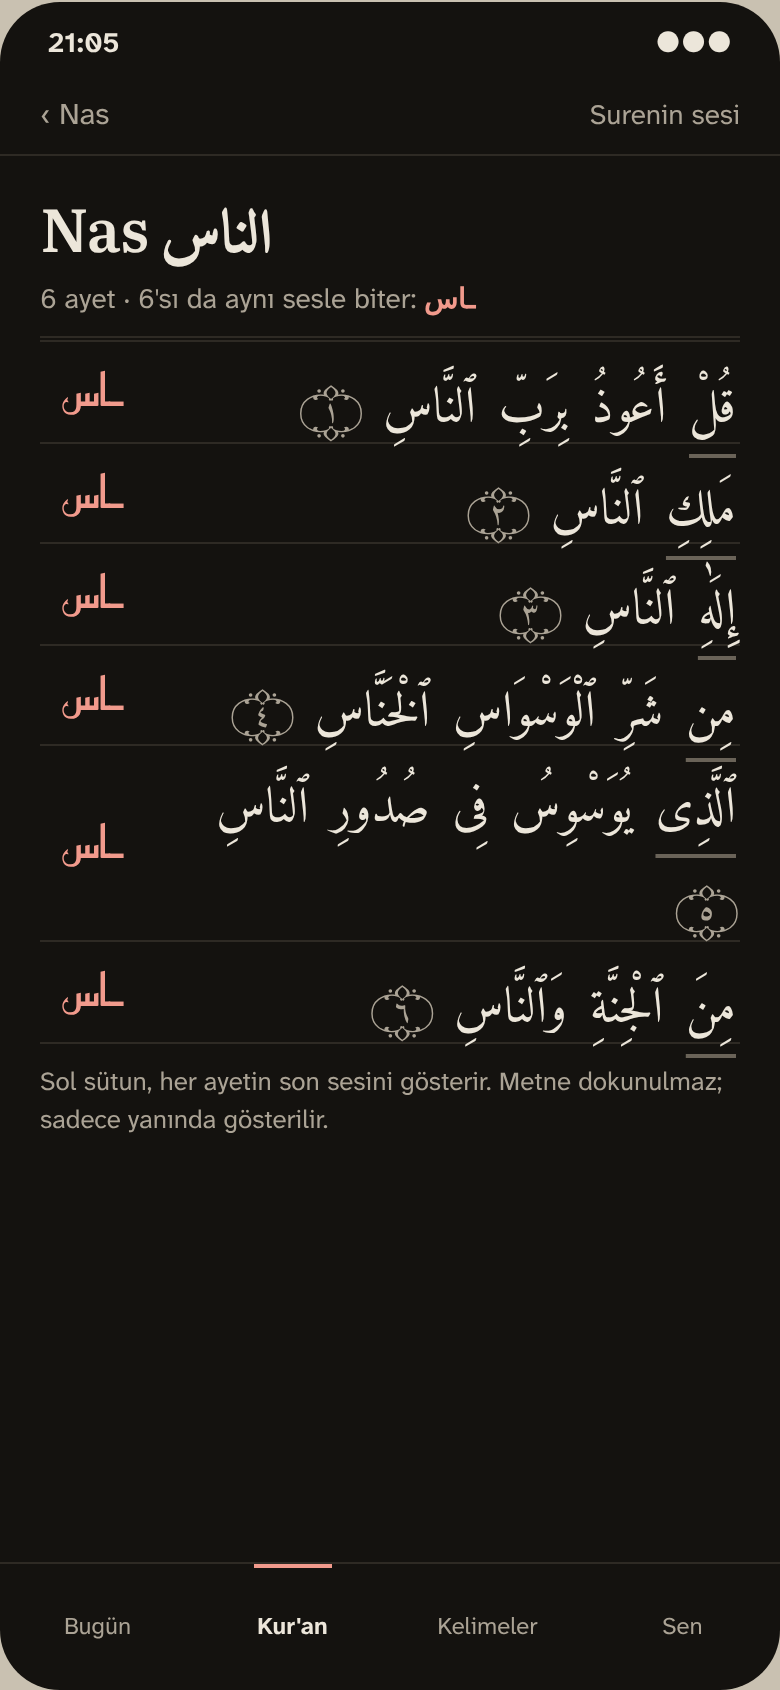 21:05
‹ Nas
Surenin sesi
Nas الناس
6 ayet · 6'sı da aynı sesle biter: ـاس
قُلْ أَعُوذُ بِرَبِّ ٱلنَّاسِ ١
ـاس
مَلِكِ ٱلنَّاسِ ٢
ـاس
إِلَٰهِ ٱلنَّاسِ ٣
ـاس
مِن شَرِّ ٱلْوَسْوَاسِ ٱلْخَنَّاسِ ٤
ـاس
ٱلَّذِى يُوَسْوِسُ فِى صُدُورِ ٱلنَّاسِ
٥
ـاس
مِنَ ٱلْجِنَّةِ وَٱلنَّاسِ ٦
ـاس
Sol sütun, her ayetin son sesini gösterir. Metne dokunulmaz;
sadece yanında gösterilir.
Bugün
Kur'an
Kelimeler
Sen